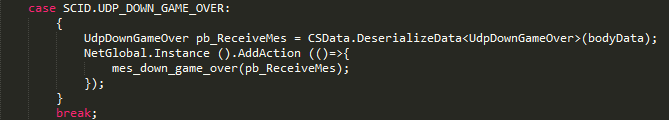 case SCID.UDP_DOWN_GAME_OVER:
{
UdpDownGameOver pb_ReceiveMes = CSData.DeserializeData<UdpDownGameOver>(bodyData);
NetGlobal.Instance ().AddAction (()=>{
mes_down_game_over(pb_ReceiveMes);
});
}
break;